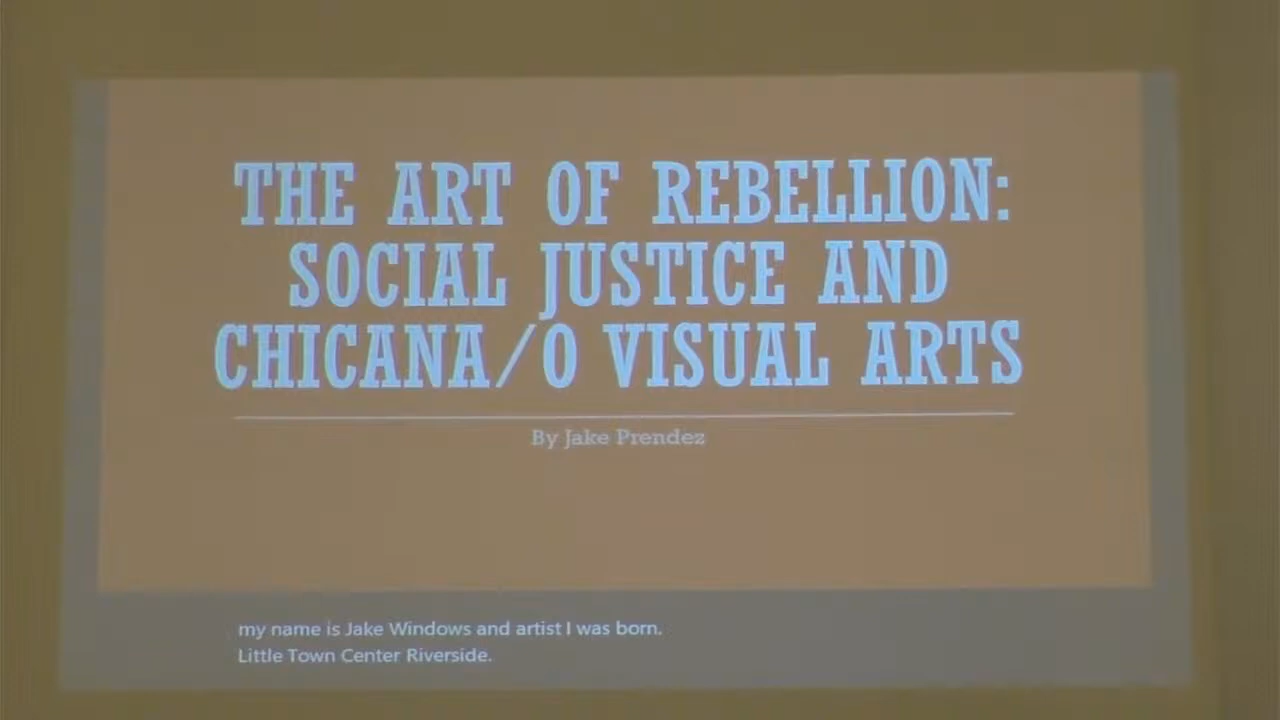 THE ART OF REBELLION:
SOCIAL JUSTICE AND
CHICANA/O VISUAL ARTS
By Jake Prendez
my name is Jake Windows and artist I was born.
Little Town Center Riverside.